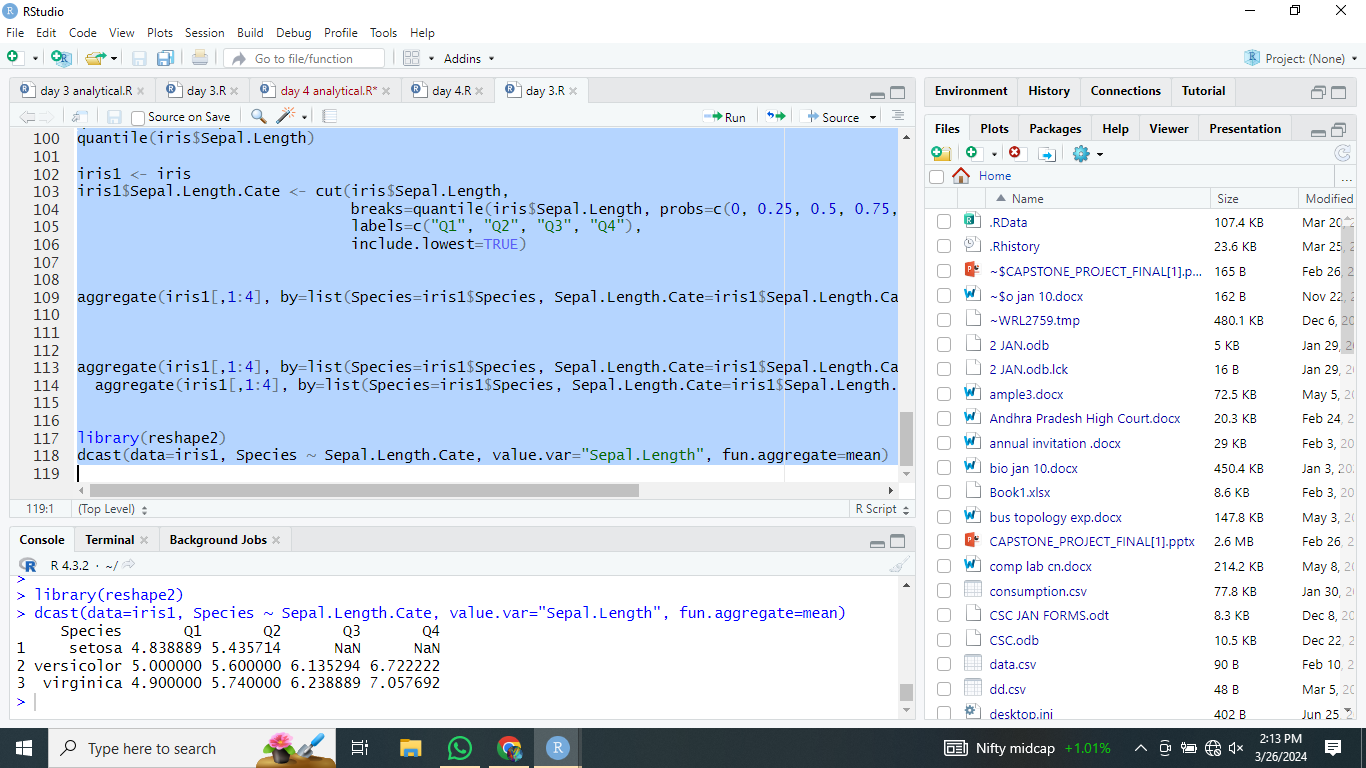 RStudio
File Edit Code View Plots Session Build Debug Profile Tools Help
Go to file/function Addins Project: (None)
day 3 analytical.R day 3.R day 4 analytical.R* day 4.R day 3.R
Source on Save Run Source
100 quantile(iris$Sepal.Length)
101
102 iris1 <- iris
103 iris1$Sepal.Length.Cate <- cut(iris$Sepal.Length,
104 breaks=quantile(iris$Sepal.Length, probs=c(0, 0.25, 0.5, 0.75,
105 labels=c("Q1", "Q2", "Q3", "Q4"),
106 include.lowest=TRUE)
107
108
109 aggregate(iris1[,1:4], by=list(Species=iris1$Species, Sepal.Length.Cate=iris1$Sepal.Length.Ca
110
111
112
113 aggregate(iris1[,1:4], by=list(Species=iris1$Species, Sepal.Length.Cate=iris1$Sepal.Length.Ca
114 aggregate(iris1[,1:4], by=list(Species=iris1$Species, Sepal.Length.Cate=iris1$Sepal.Length.
115
116
117 library(reshape2)
118 dcast(data=iris1, Species ~ Sepal.Length.Cate, value.var="Sepal.Length", fun.aggregate=mean)
119
119:1 (Top Level) R Script
Console Terminal Background Jobs
R 4.3.2 · ~/
>
> library(reshape2)
> dcast(data=iris1, Species ~ Sepal.Length.Cate, value.var="Sepal.Length", fun.aggregate=mean)
Species Q1 Q2 Q3 Q4
1 setosa 4.838889 5.435714 NaN NaN
2 versicolor 5.000000 5.600000 6.135294 6.722222
3 virginica 4.900000 5.740000 6.238889 7.057692
>
Environment History Connections Tutorial
Files Plots Packages Help Viewer Presentation
Home ...
Name Size Modified
.RData 107.4 KB Mar 20, 2
.Rhistory 23.6 KB Mar 25, 2
~$CAPSTONE_PROJECT_FINAL[1].p... 165 B Feb 26, 2
~$o jan 10.docx 162 B Nov 22, 2
~WRL2759.tmp 480.1 KB Dec 6, 20
2 JAN.odb 5 KB Jan 29, 2
2 JAN.odb.lck 16 B Jan 29, 2
ample3.docx 72.5 KB May 5, 20
Andhra Pradesh High Court.docx 20.3 KB Feb 24, 2
annual invitation .docx 29 KB Feb 3, 20
bio jan 10.docx 450.4 KB Jan 3, 20
Book1.xlsx 8.6 KB Feb 3, 20
bus topology exp.docx 147.8 KB May 3, 20
CAPSTONE_PROJECT_FINAL[1].pptx 2.6 MB Feb 26, 2
comp lab cn.docx 214.2 KB May 8, 20
consumption.csv 77.8 KB Jan 30, 2
CSC JAN FORMS.odt 8.3 KB Dec 8, 20
CSC.odb 10.5 KB Dec 22, 2
data.csv 90 B Feb 10, 2
dd.csv 48 B Mar 5, 20
desktop.ini 402 B Jun 25, 2
Type here to search Nifty midcap +1.01% 2:13 PM
3/26/2024